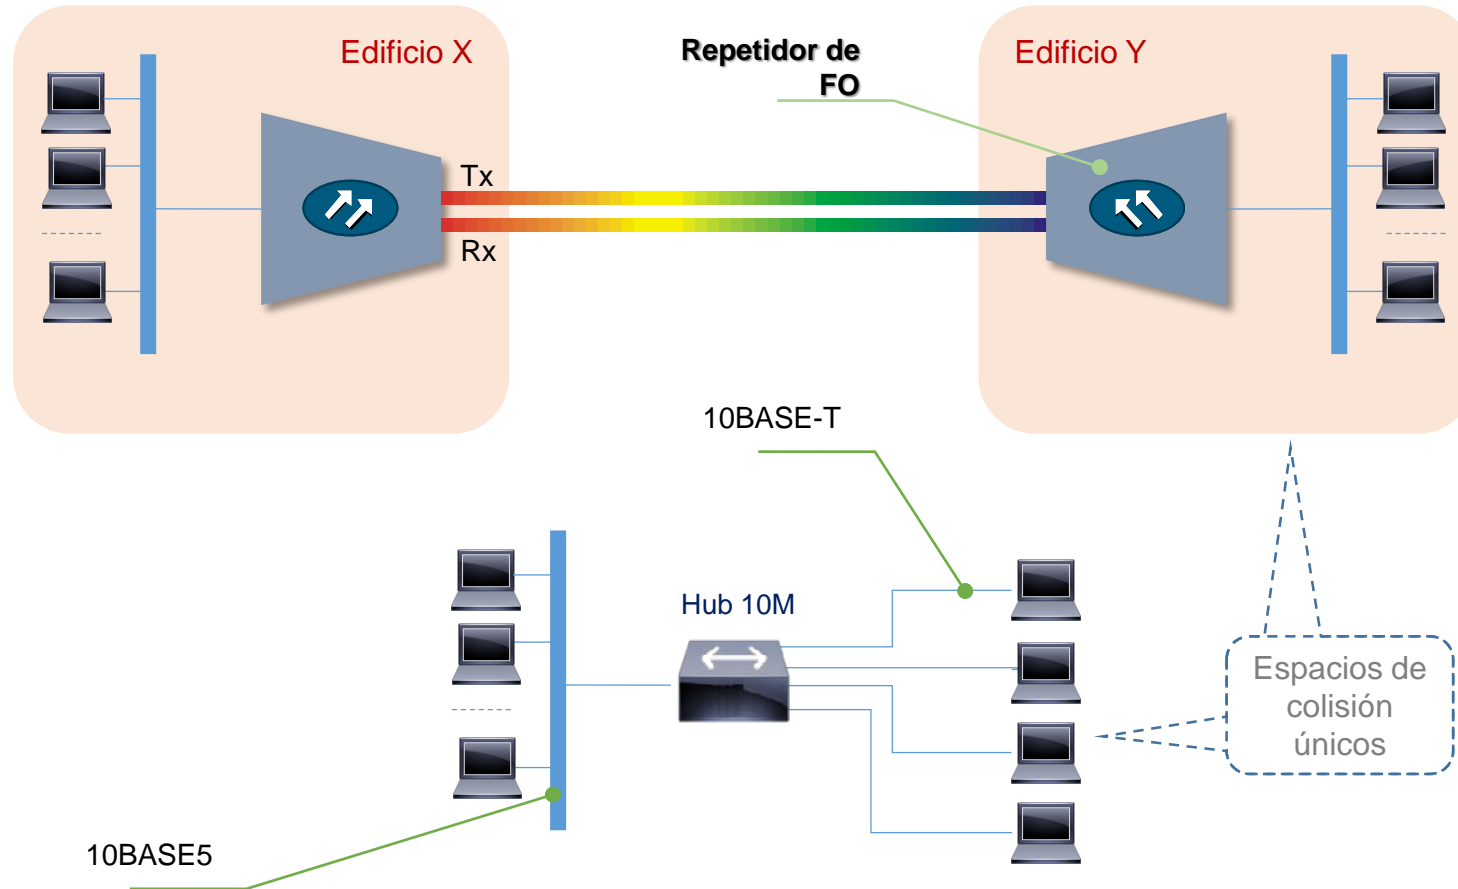 Edificio X
Repetidor de
FO
Edificio Y
Tx
Rx
10BASE-T
Hub 10M
Espacios de
colisión
únicos
10BASE5